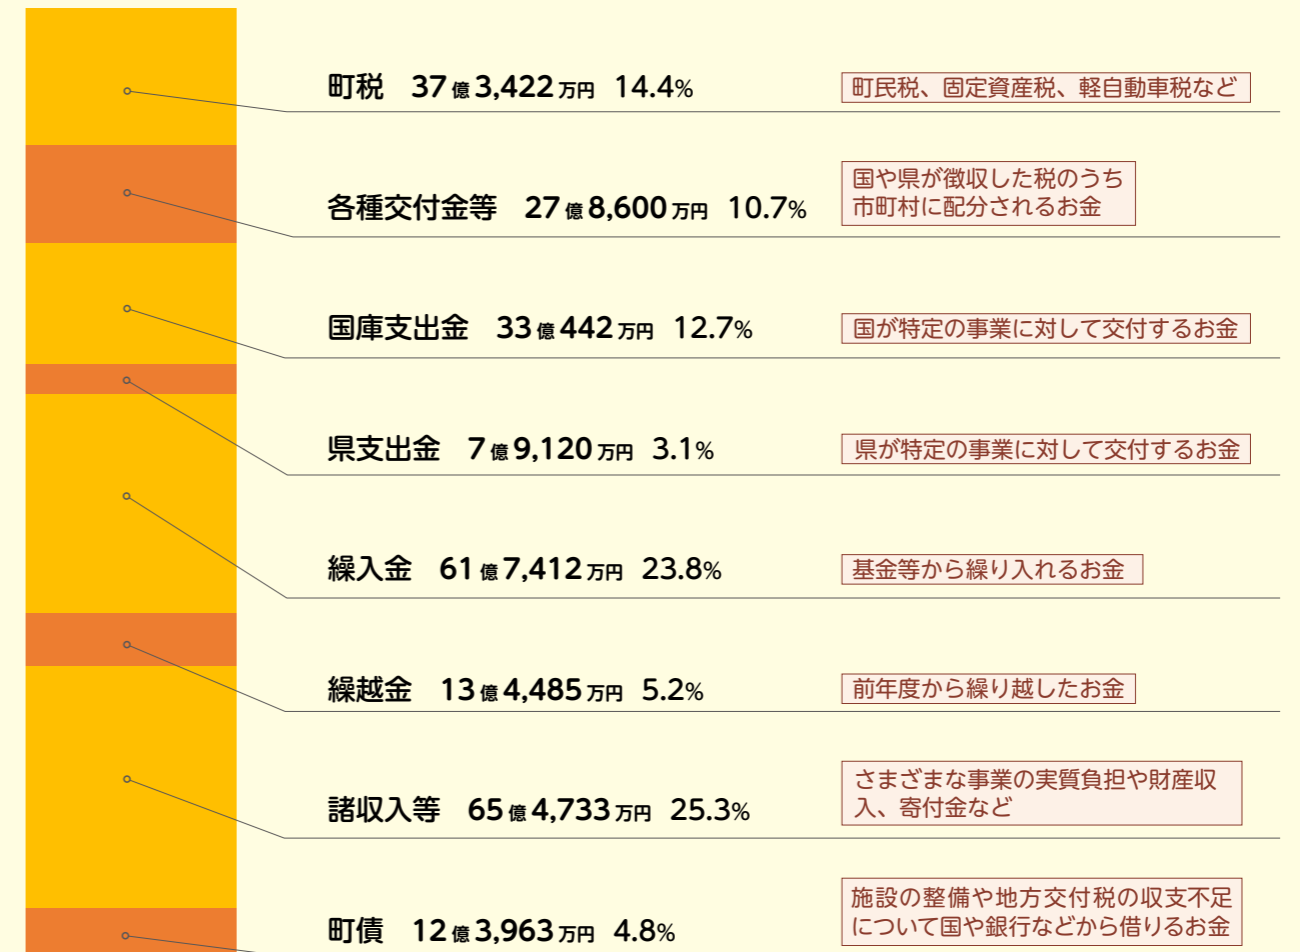 町税 37億3,422万円 14.4%
町民税、固定資産税、軽自動車税など
各種交付金等 27億8,600万円 10.7%
国や県が徴収した税のうち
市町村に配分されるお金
国庫支出金 33億442万円 12.7%
国が特定の事業に対して交付するお金
県支出金 7億9,120万円 3.1%
県が特定の事業に対して交付するお金
繰入金 61億7,412万円 23.8%
基金等から繰り入れるお金
繰越金 13億4,485万円 5.2%
前年度から繰り越したお金
諸収入等 65億4,733万円 25.3%
さまざまな事業の実質負担や財産収
入、寄付金など
町債 12億3,963万円 4.8%
施設の整備や地方交付税の収支不足
について国や銀行などから借りるお金